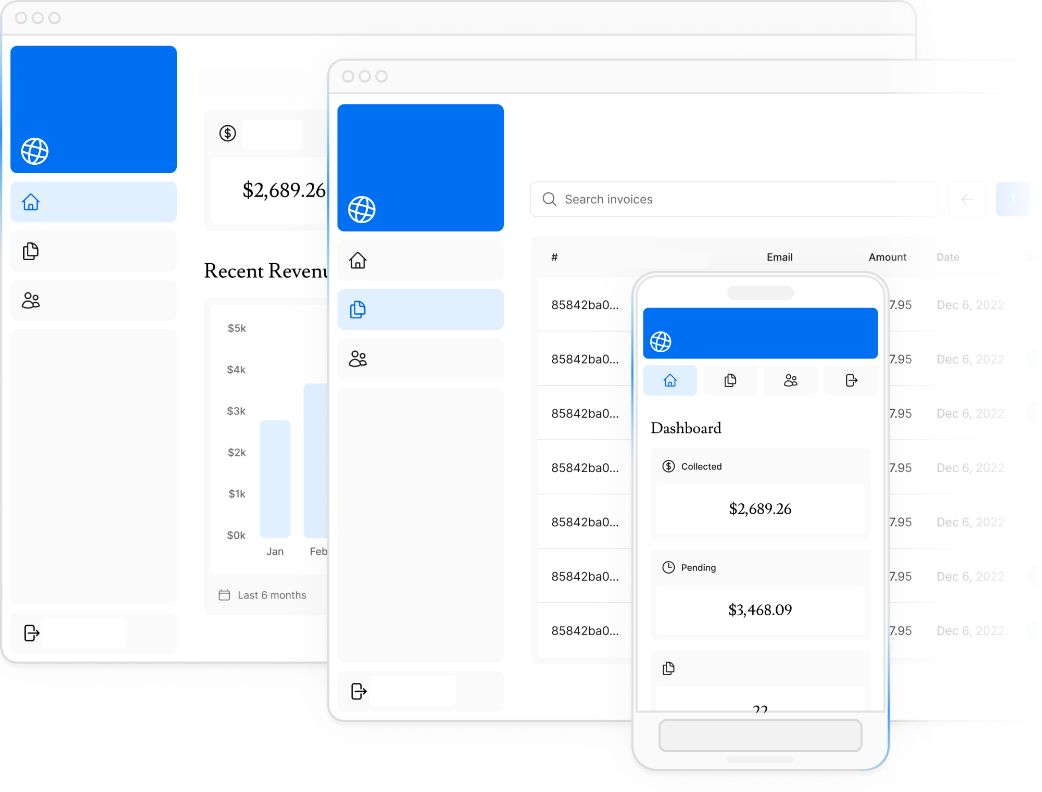 $2,689.26
Recent Revenu
$5k
$4k
$3k
$2k
$1k
$0k
Jan
Feb
Last 6 months
Search invoices
1
#
Email
Amount
Date
85842ba0...
7.95
Dec 6, 2022
85842ba0...
7.95
Dec 6, 2022
85842ba0...
7.95
Dec 6, 2022
85842ba0...
7.95
Dec 6, 2022
85842ba0...
7.95
Dec 6, 2022
85842ba0...
7.95
Dec 6, 2022
85842ba0...
7.95
Dec 6, 2022
Dashboard
Collected
$2,689.26
Pending
$3,468.09
22